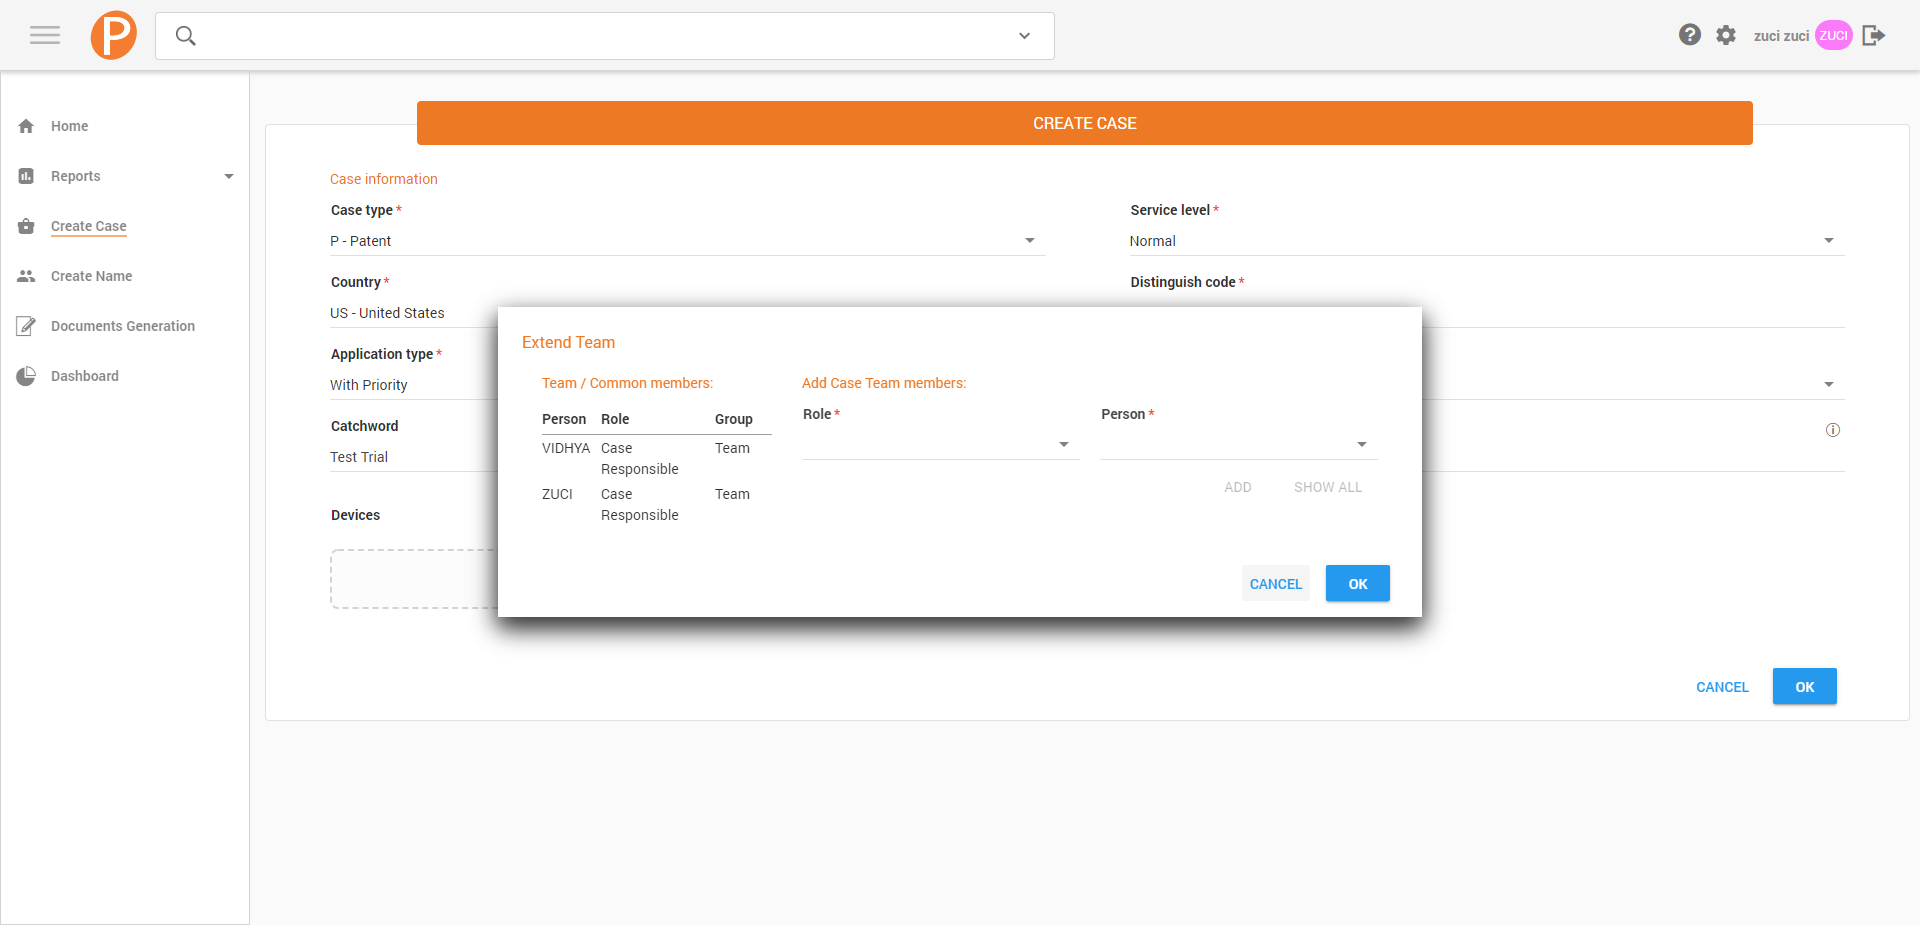 P
zuci zuci ZUCI
Home
Reports
Create Case
Create Name
Documents Generation
Dashboard
CREATE CASE
Case information
Case type *
P - Patent
Service level *
Normal
Country *
US - United States
Distinguish code *
Application type *
With Priority
Catchword
Test Trial
Devices
Extend Team
Team / Common members:
Person Role Group
VIDHYA Case Responsible Team
ZUCI Case Responsible Team
Add Case Team members:
Role *
Person *
ADD SHOW ALL
CANCEL OK
CANCEL OK